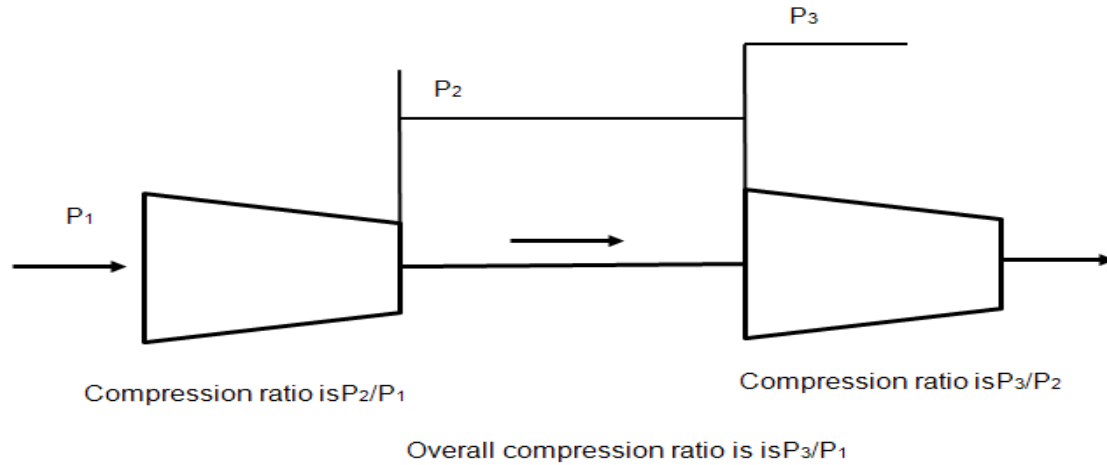 P₃
P₂
P₁
Compression ratio isP₂/P₁
Compression ratio isP₃/P₂
Overall compression ratio is isP₃/P₁